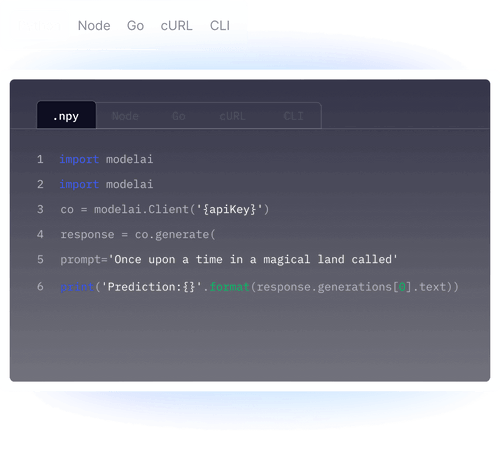 Node Go cURL CLI
.npy Node Go cURL CLI
1 import modelai
2 import modelai
3 co = modelai.Client('{apiKey}')
4 response = co.generate(
5 prompt='Once upon a time in a magical land called'
6 print('Prediction:{}'.format(response.generations[0].text))